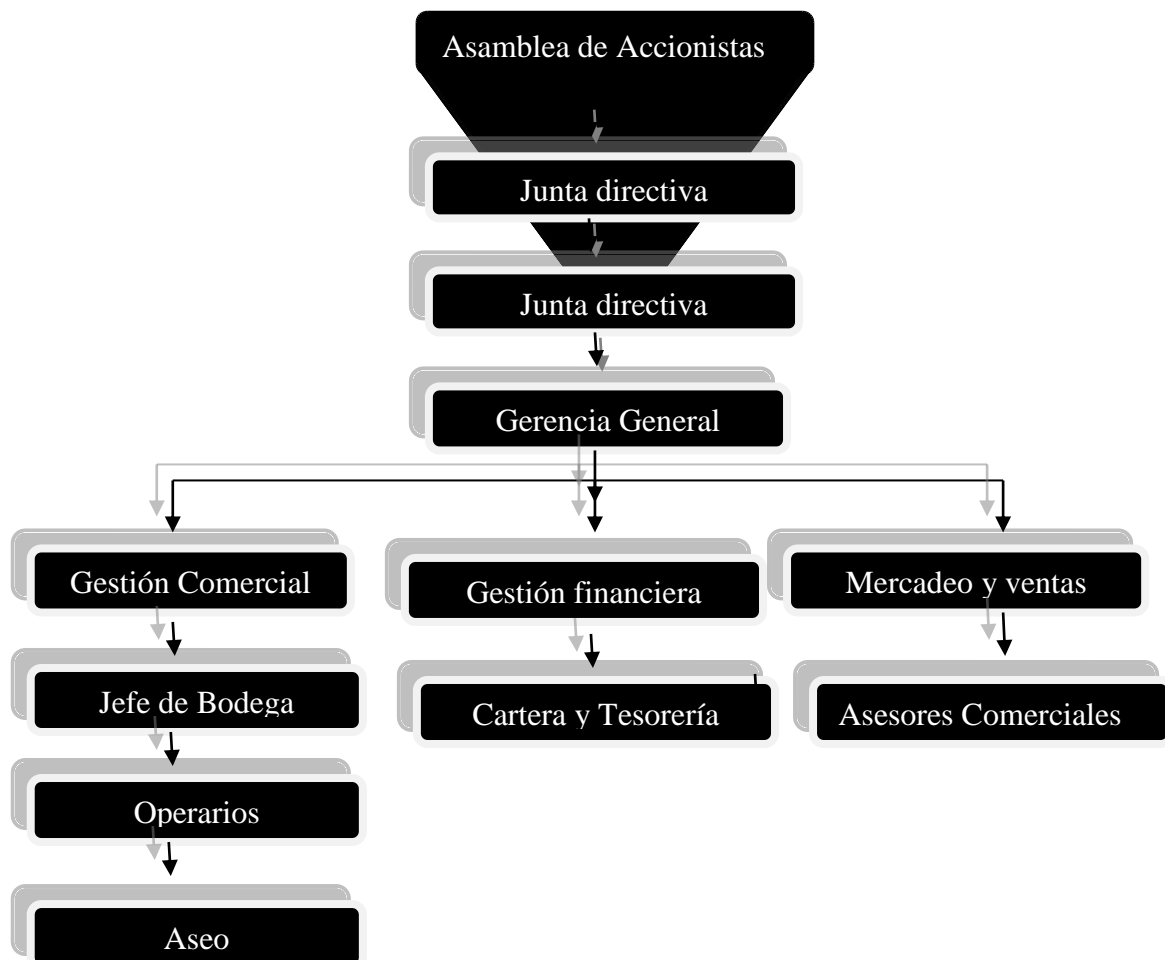 Asamblea de Accionistas
Junta directiva
Junta directiva
Gerencia General
Gestión Comercial
Gestión financiera
Mercadeo y ventas
Jefe de Bodega
Cartera y Tesorería
Asesores Comerciales
Operarios
Aseo